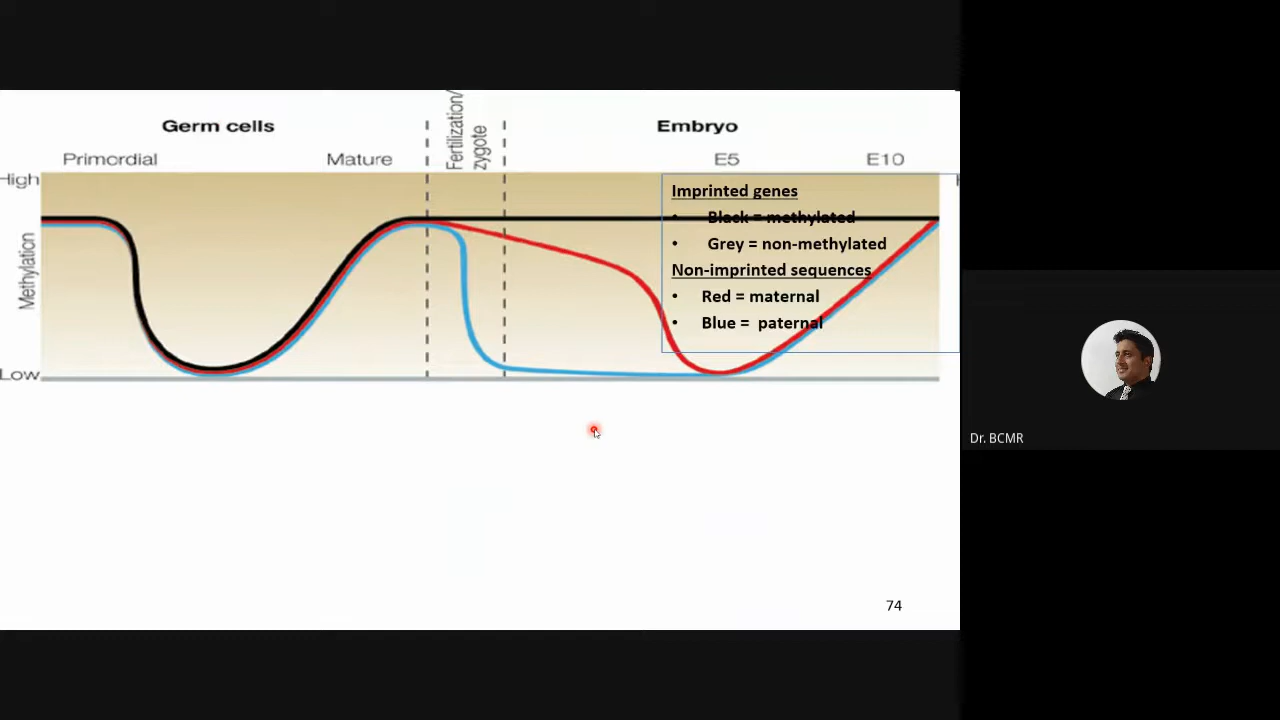 Germ cells
Fertilization/
zygote
Embryo
Primordial
Mature
E5
E10
High
Methylation
Low
Imprinted genes
• Black = methylated
• Grey = non-methylated
Non-imprinted sequences
• Red = maternal
• Blue = paternal
74
Dr. BCMR